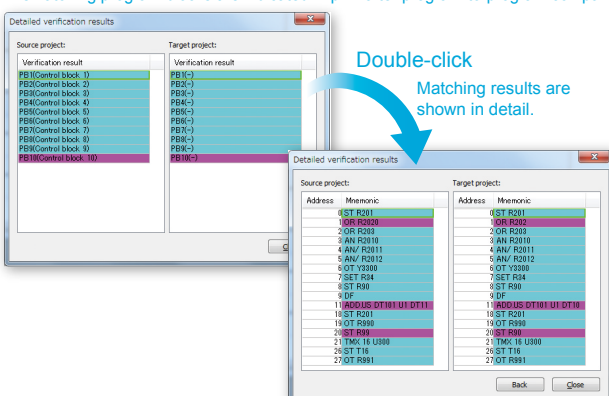 Detailed verification results
Source project:
Target project:
Verification result
Verification result
PB1(Control block 1)
PB2(Control block 2)
PB3(Control block 3)
PB4(Control block 4)
PB5(Control block 5)
PB6(Control block 6)
PB7(Control block 7)
PB8(Control block 8)
PB9(Control block 9)
PB10(Control block 10)
PB1(-)
PB2(-)
PB3(-)
PB4(-)
PB5(-)
PB6(-)
PB7(-)
PB8(-)
PB9(-)
PB10(-)
Double-click
Matching results are
shown in detail.
Detailed verification results
Source project:
Target project:
Address Mnemonic
0 ST R201
1 OR R2020
2 OR R203
3 AN R2010
4 AN/ R2011
5 AN/ R2012
6 OT Y3300
7 SET R34
8 ST R90
9 DF
11 ADD.US DT101 U1 DT11
18 ST R201
19 OT R990
20 ST R99
21 TMX 16 U300
26 ST T16
27 OT R991
Address Mnemonic
0 ST R201
1 OR R202
2 OR R203
3 AN R2010
4 AN/ R2011
5 AN/ R2012
6 OT Y3300
7 SET R34
8 ST R90
9 DF
11 ADD.US DT101 U1 DT10
18 ST R201
19 OT R990
20 ST R90
21 TMX 16 U300
26 ST T16
27 OT R991
Back
Close